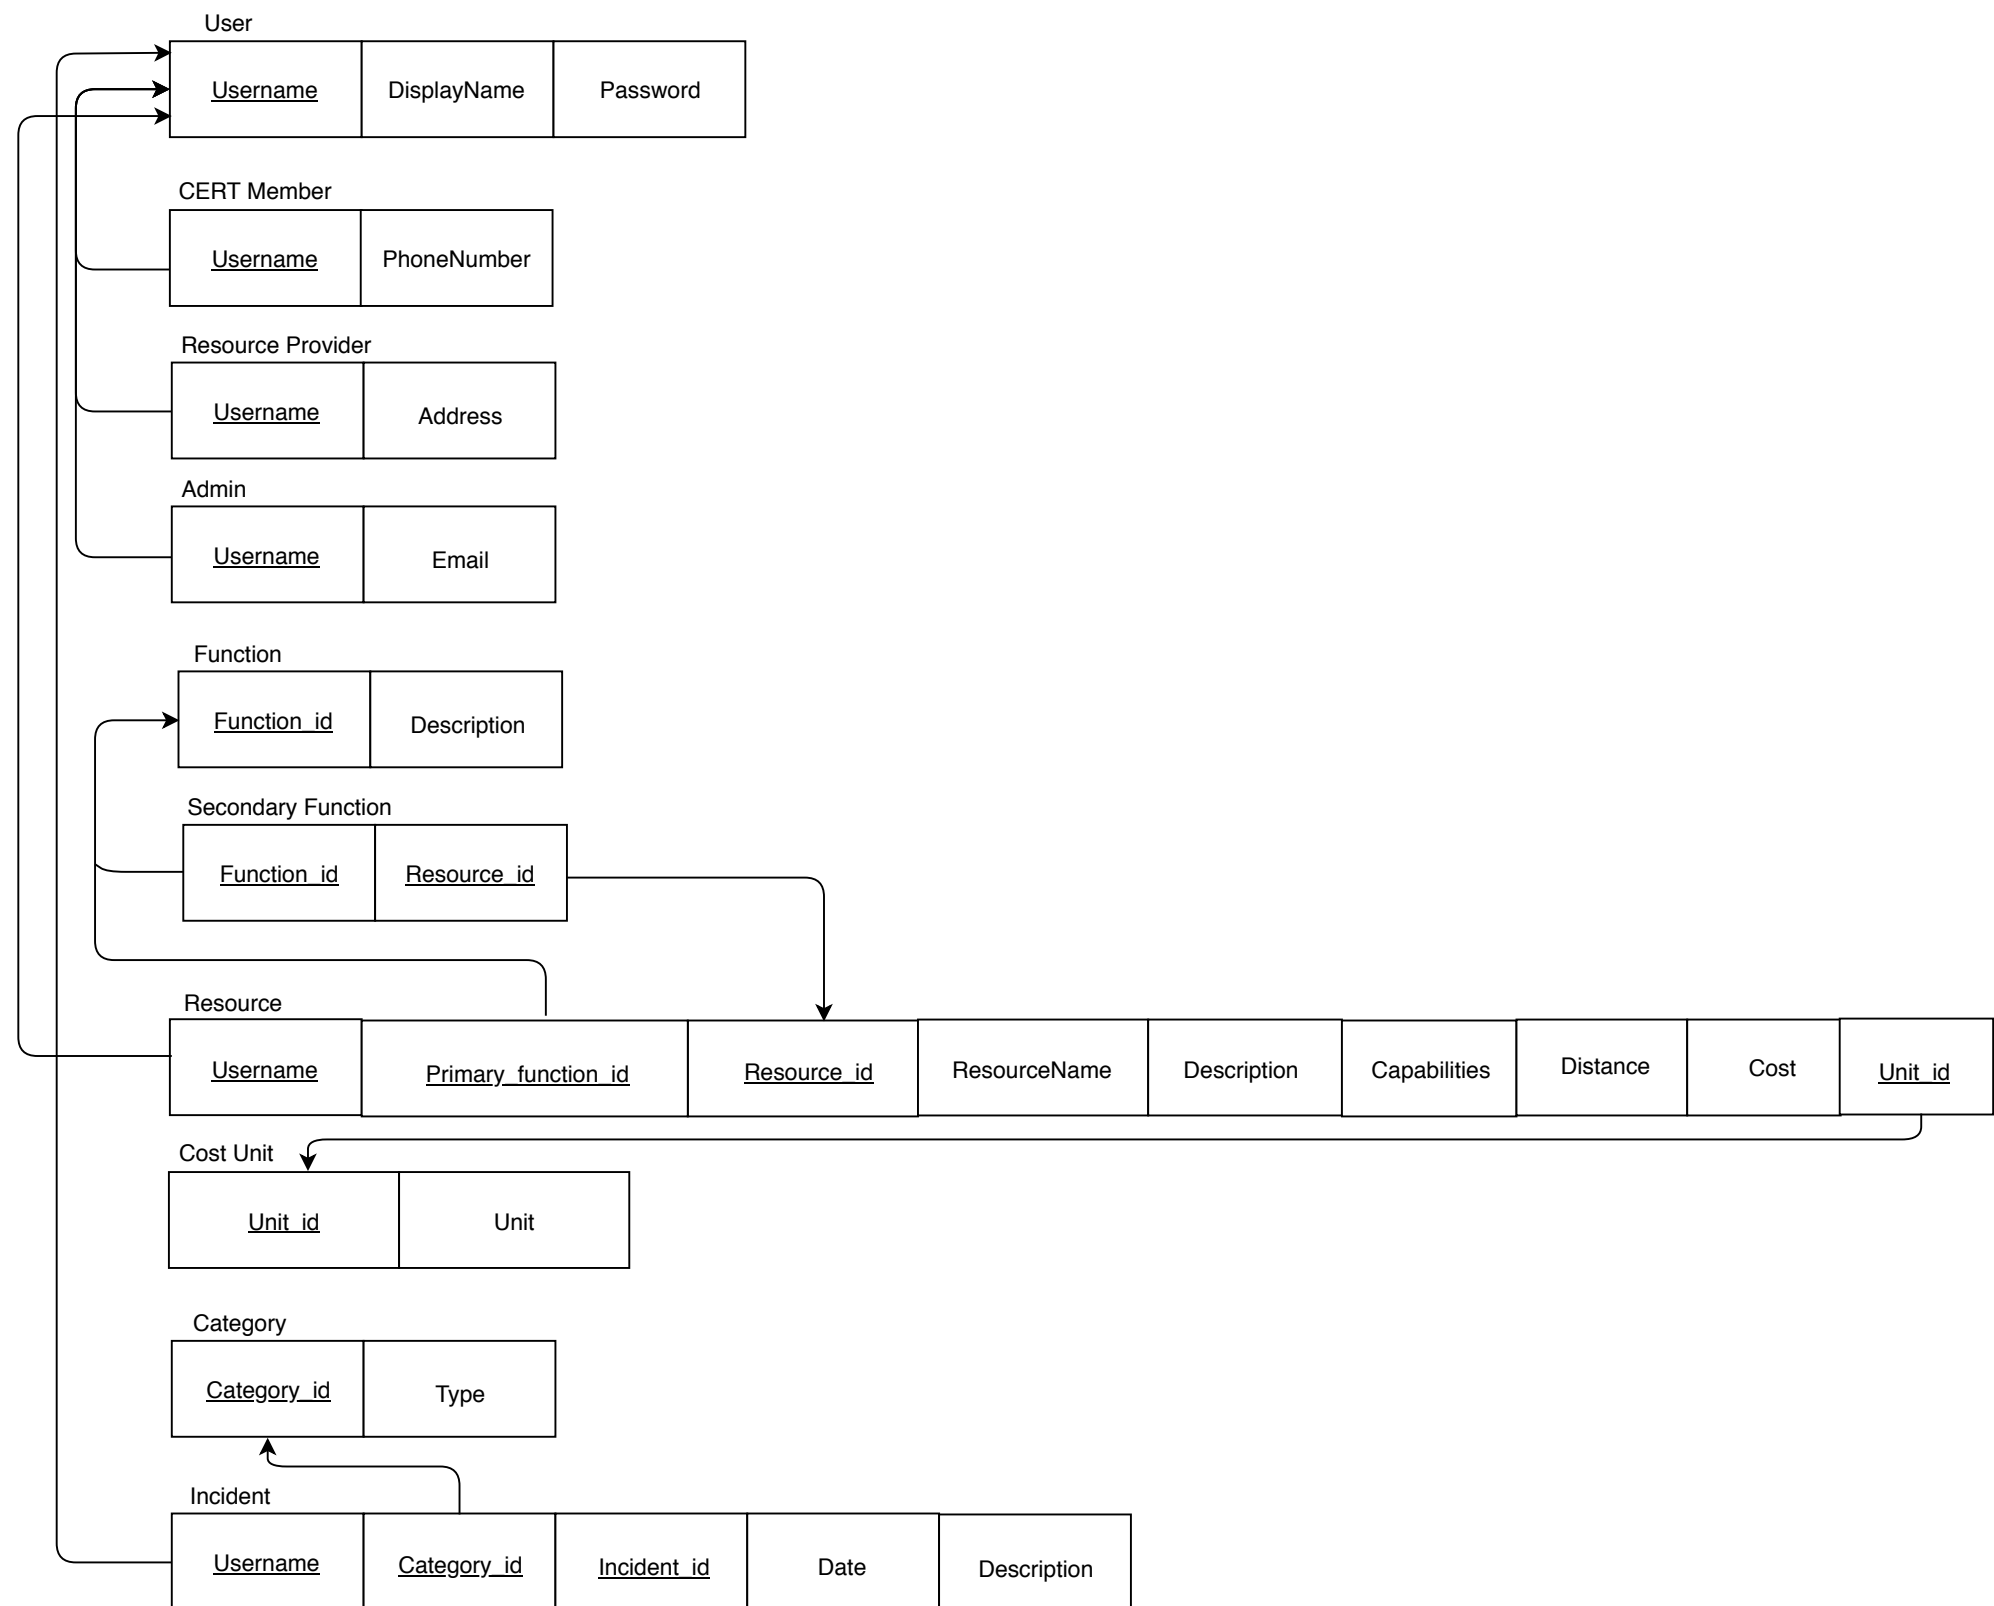 User
Username DisplayName Password
CERT Member
Username PhoneNumber
Resource Provider
Username Address
Admin
Username Email
Function
Function_id Description
Secondary Function
Function_id Resource_id
Resource
Username Primary_function_id Resource_id ResourceName Description Capabilities Distance Cost Unit_id
Cost Unit
Unit_id Unit
Category
Category_id Type
Incident
Username Category_id Incident_id Date Description